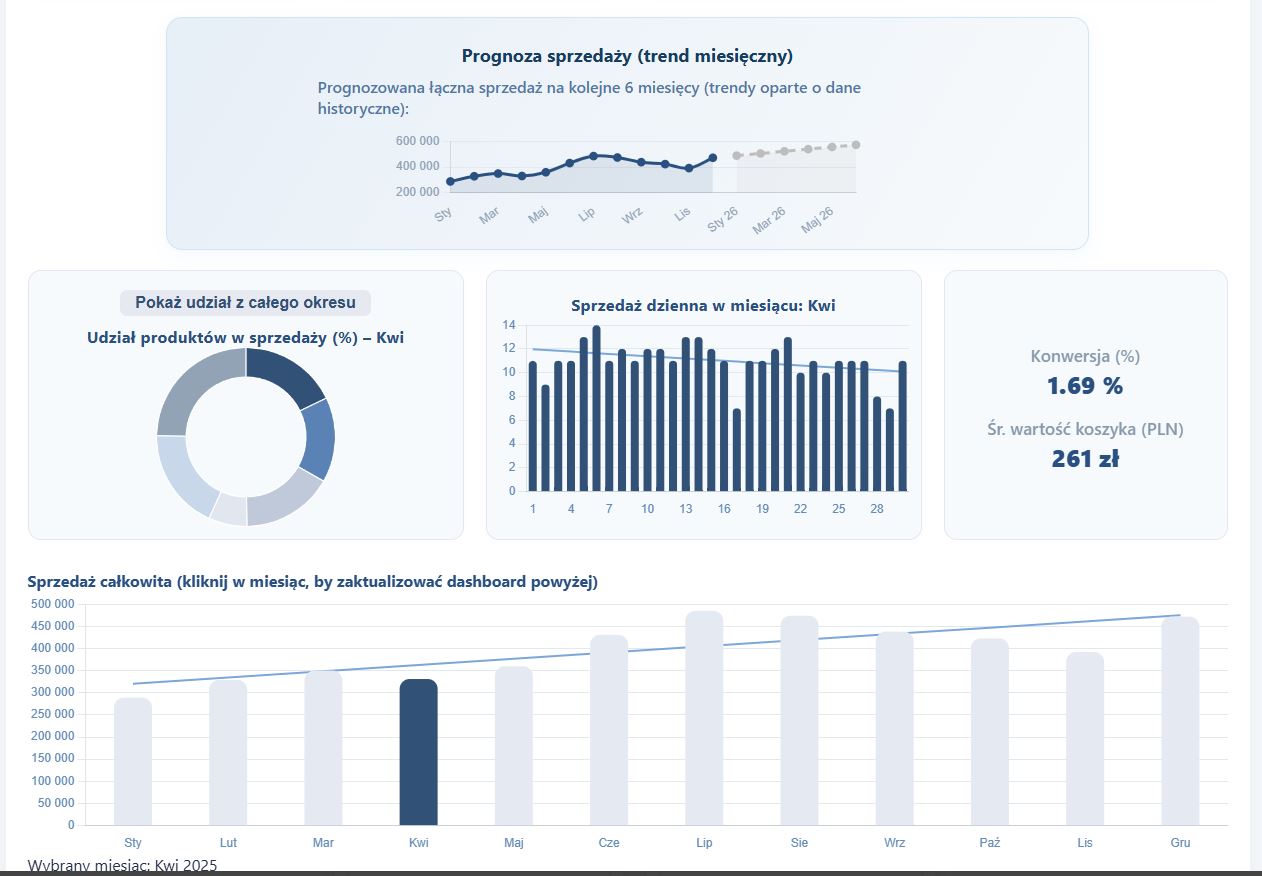 Prognoza sprzedaży (trend miesięczny)
Prognozowana łączna sprzedaż na kolejne 6 miesięcy (trendy oparte o dane
historyczne):
600 000
400 000
200 000
Sty
Mar
Maj
Lip
Wrz
Lis
Sty 26
Mar 26
Maj 26
Pokaż udział z całego okresu
Udział produktów w sprzedaży (%) – Kwi
Sprzedaż dzienna w miesiącu: Kwi
14
12
10
8
6
4
2
0
1 4 7 10 13 16 19 22 25 28
Konwersja (%)
1.69 %
Śr. wartość koszyka (PLN)
261 zł
Sprzedaż całkowita (kliknij w miesiąc, by zaktualizować dashboard powyżej)
500 000
450 000
400 000
350 000
300 000
250 000
200 000
150 000
100 000
50 000
0
Sty Lut Mar Kwi Maj Cze Lip Sie Wrz Paź Lis Gru
Wybrany miesiąc: Kwi 2025